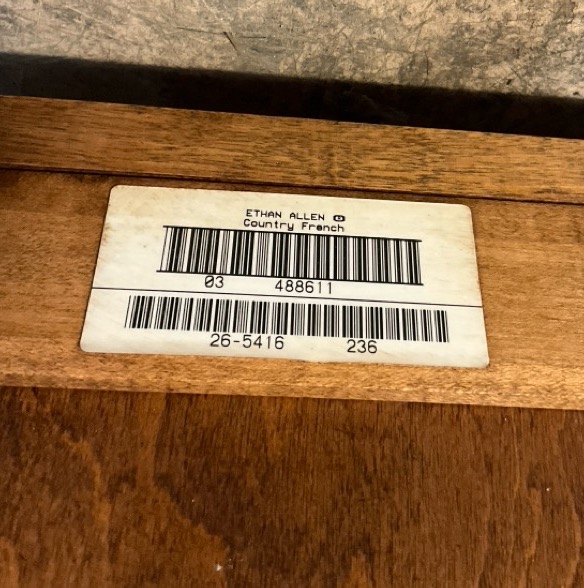 ETHAN ALLEN
Country French
03 488611
26-5416 236